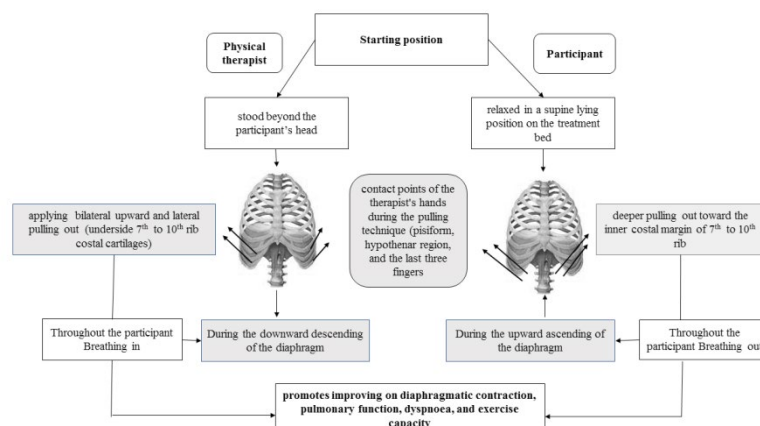 Starting position
Physical
therapist
Participant
stood beyond the
participant's head
relaxed in a supine lying
position on the treatment
bed
contact points of the
therapist's hands
during the pulling
technique (pisiform,
hypothenar region,
and the last three
fingers
applying bilateral upward and lateral
pulling out (underside 7th to 10th rib
costal cartilages)
deeper pulling out toward the
inner costal margin of 7th to 10th
rib
Throughout the participant
Breathing in
During the downward descending
of the diaphragm
During the upward ascending of
the diaphragm
Throughout the
participant Breathing out
promotes improving on diaphragmatic contraction,
pulmonary function, dyspnoea, and exercise
capacity